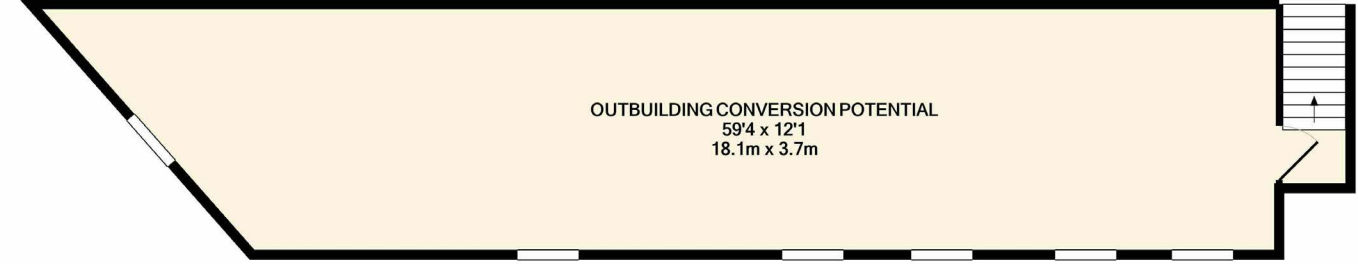 OUTBUILDING CONVERSION POTENTIAL
59'4 x 12'1
18.1m x 3.7m